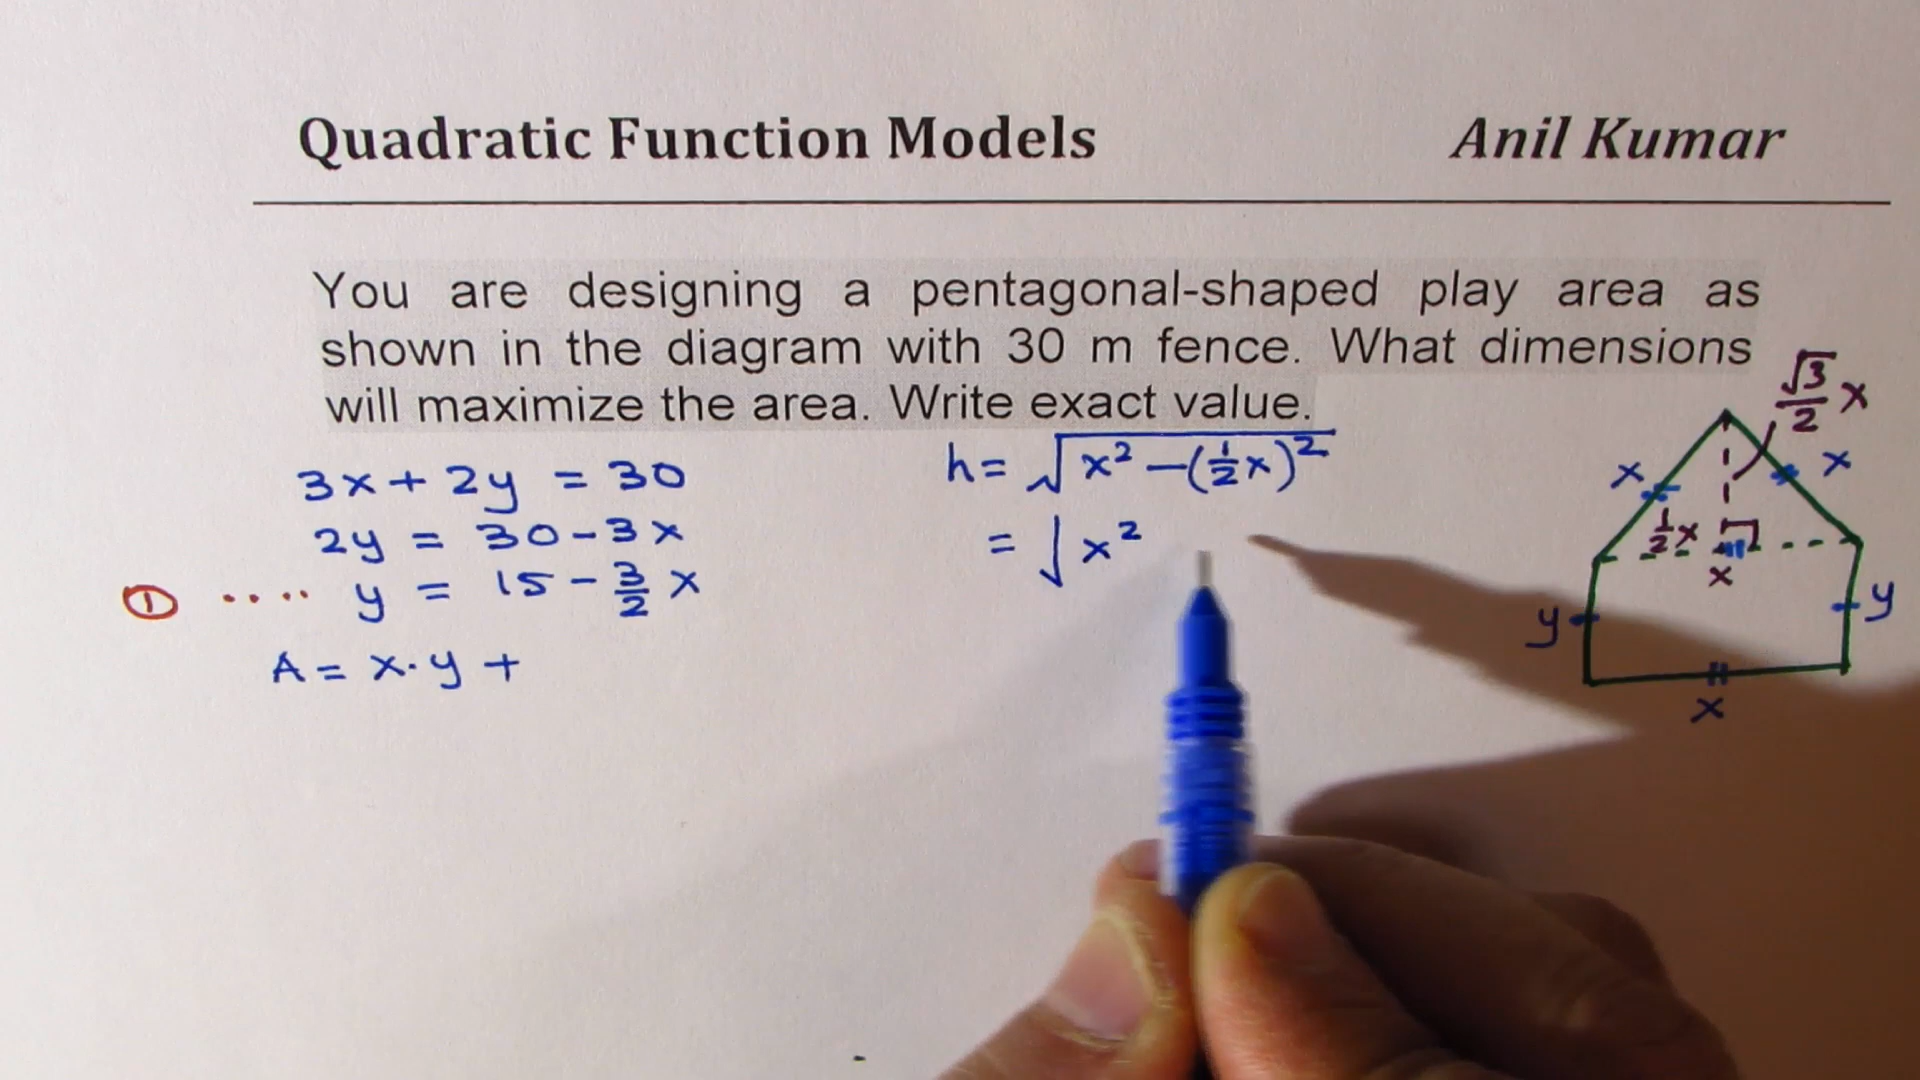 Quadratic Function Models Anil Kumar
You are designing a pentagonal-shaped play area as
shown in the diagram with 30 m fence. What dimensions
will maximize the area. Write exact value.
3x + 2y = 30
2y = 30 - 3x
① .... y = 15 - 3/2 x
A = x·y +
h = √(x² - (1/2 x)²)
= √x²
√3/2 x
x x
1/2 x
x
y y
x